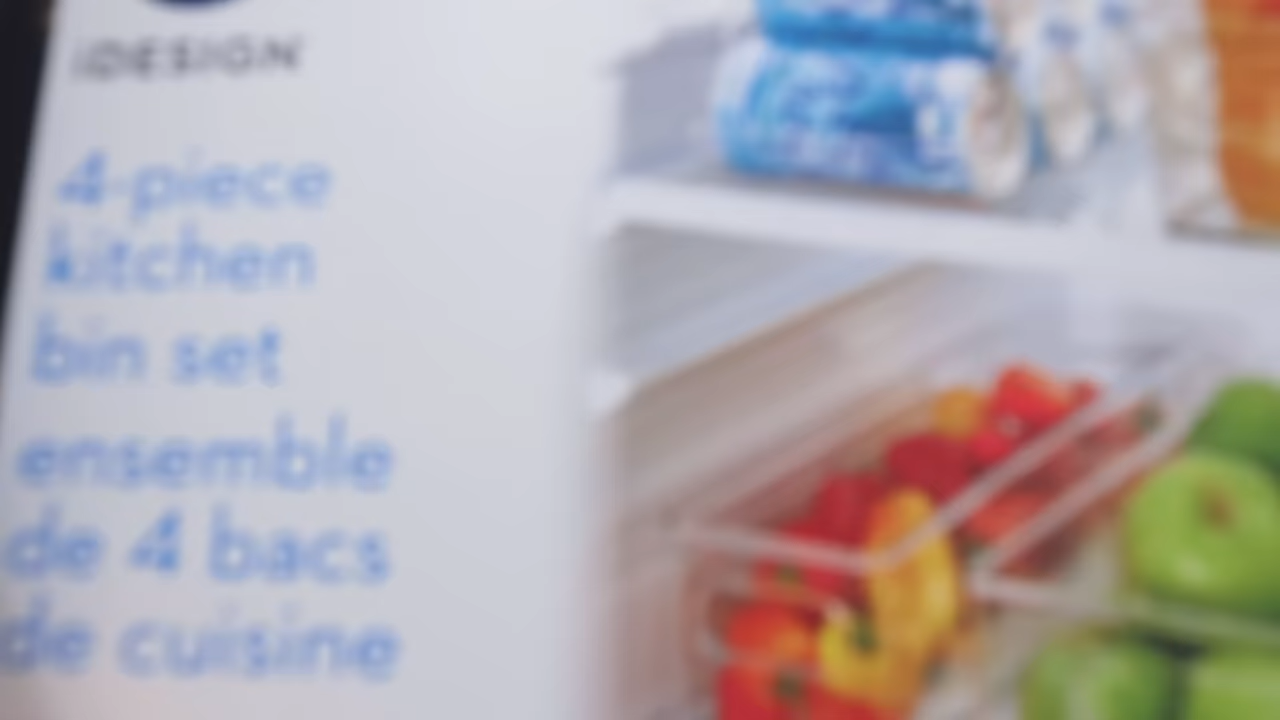 iDESIGN
4-piece
kitchen
bin set
ensemble
de 4 bacs
de cuisine